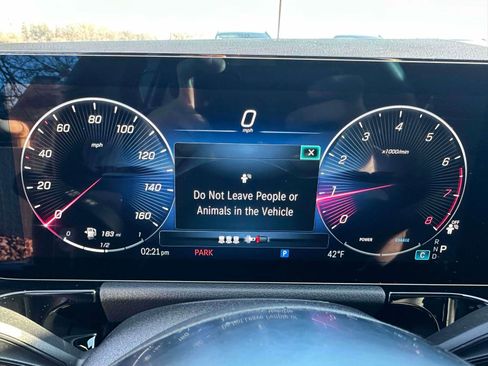 0
mph
0 20 40 60 80 100 120 140 160
mph
163 mi
1/2
Do Not Leave People or
Animals in the Vehicle
0 1 2 3 4 5 6 7 8
x1000/min
POWER CHARGE
OFF
R
N P
D
C
02:21 pm PARK P 42°F